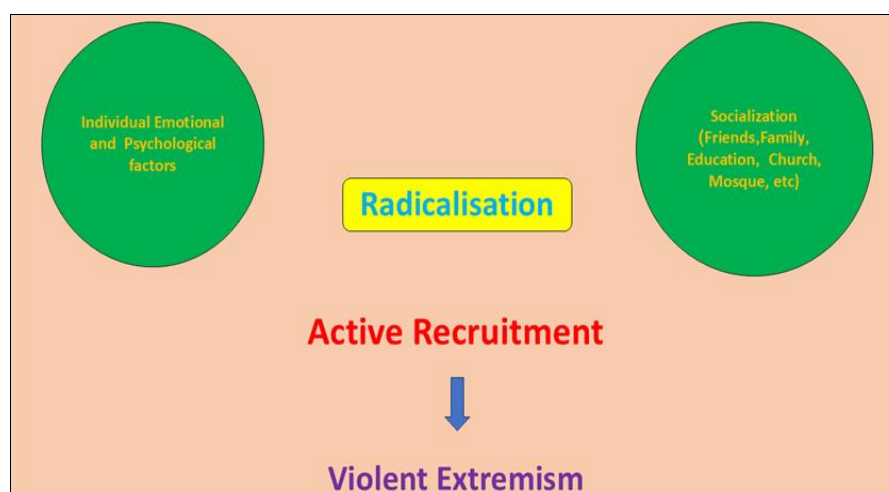 Individual Emotional
and Psychological
factors
Socialization
(Friends,Family,
Education, Church,
Mosque, etc)
Radicalisation
Active Recruitment
Violent Extremism